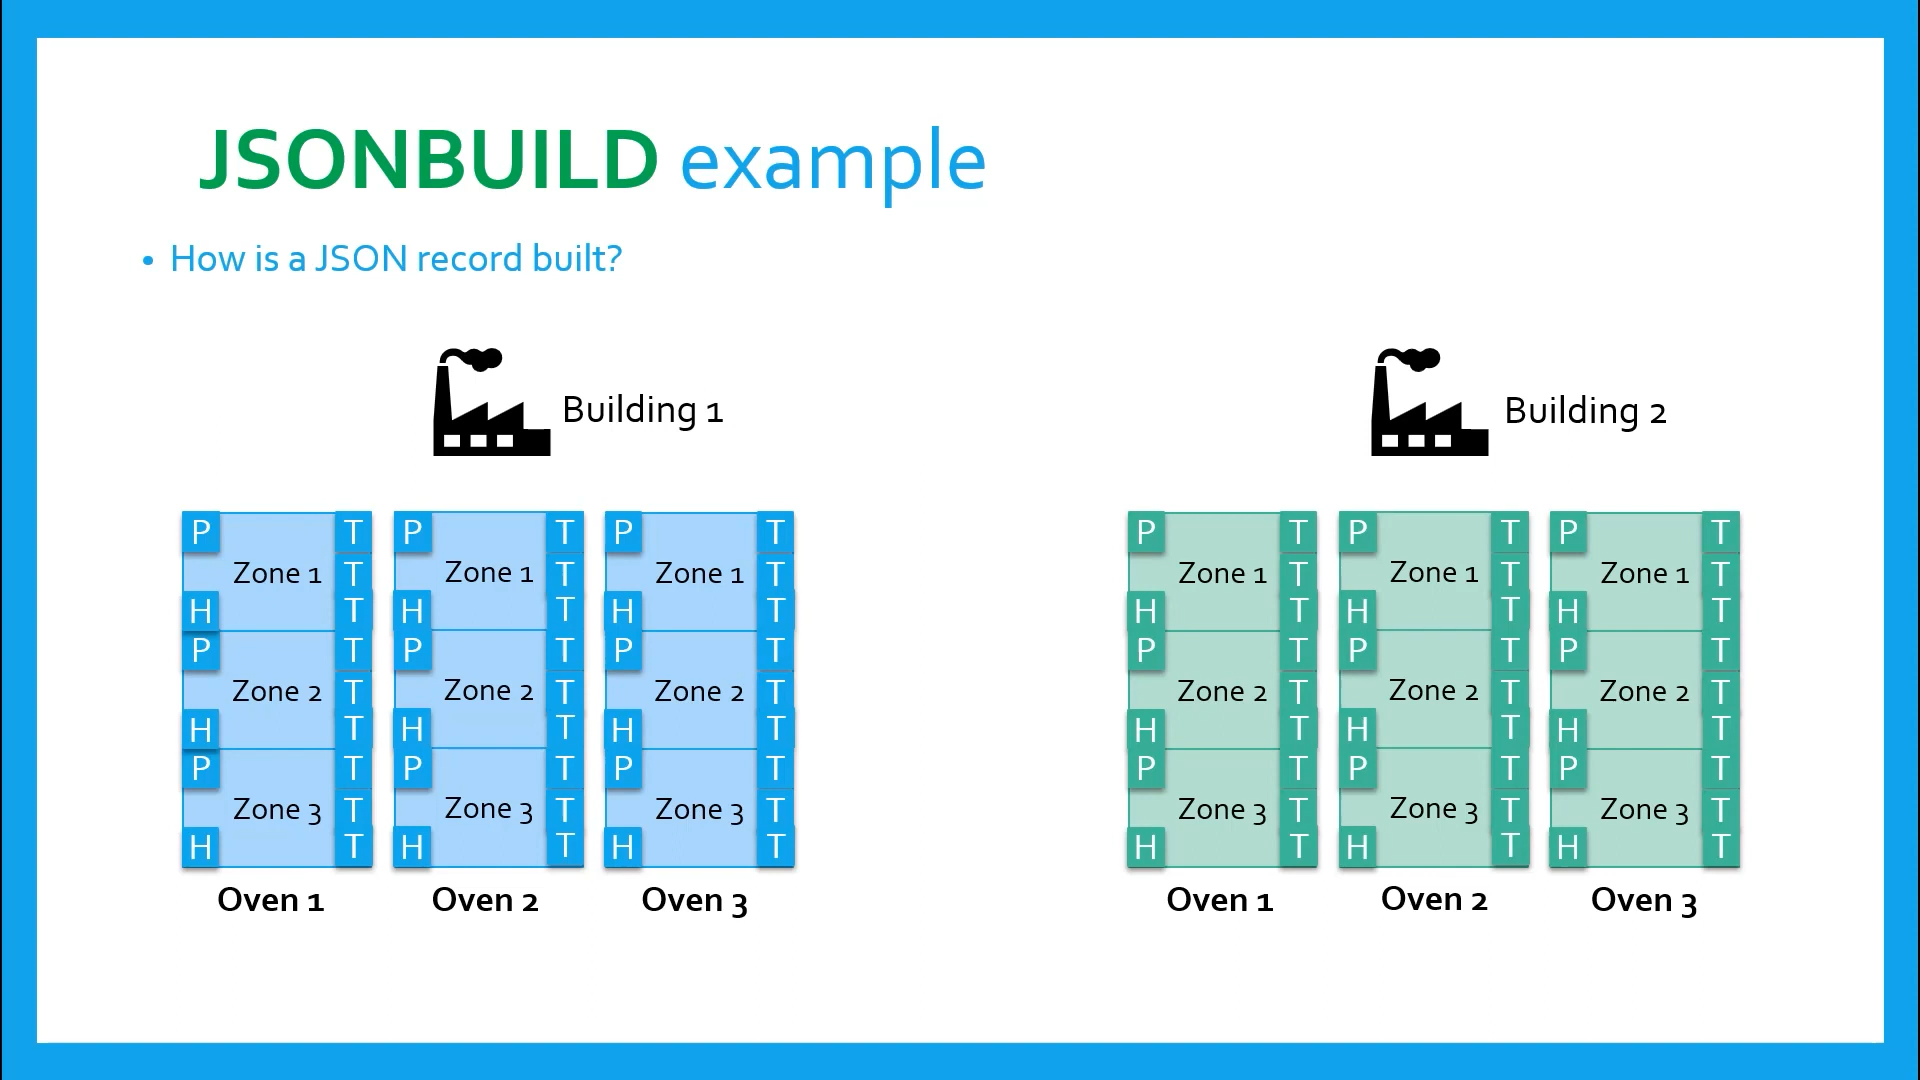 JSONBUILD example
• How is a JSON record built?
Building 1
Building 2
P T P T P T P T P T P T
Zone 1 T Zone 1 T Zone 1 T Zone 1 T Zone 1 T Zone 1 T
H T H T H T H T H T H T
P T P T P T P T P T P T
Zone 2 T Zone 2 T Zone 2 T Zone 2 T Zone 2 T Zone 2 T
H T H T H T H T H T H T
P T P T P T P T P T P T
Zone 3 T Zone 3 T Zone 3 T Zone 3 T Zone 3 T Zone 3 T
H T H T H T H T H T H T
Oven 1 Oven 2 Oven 3 Oven 1 Oven 2 Oven 3